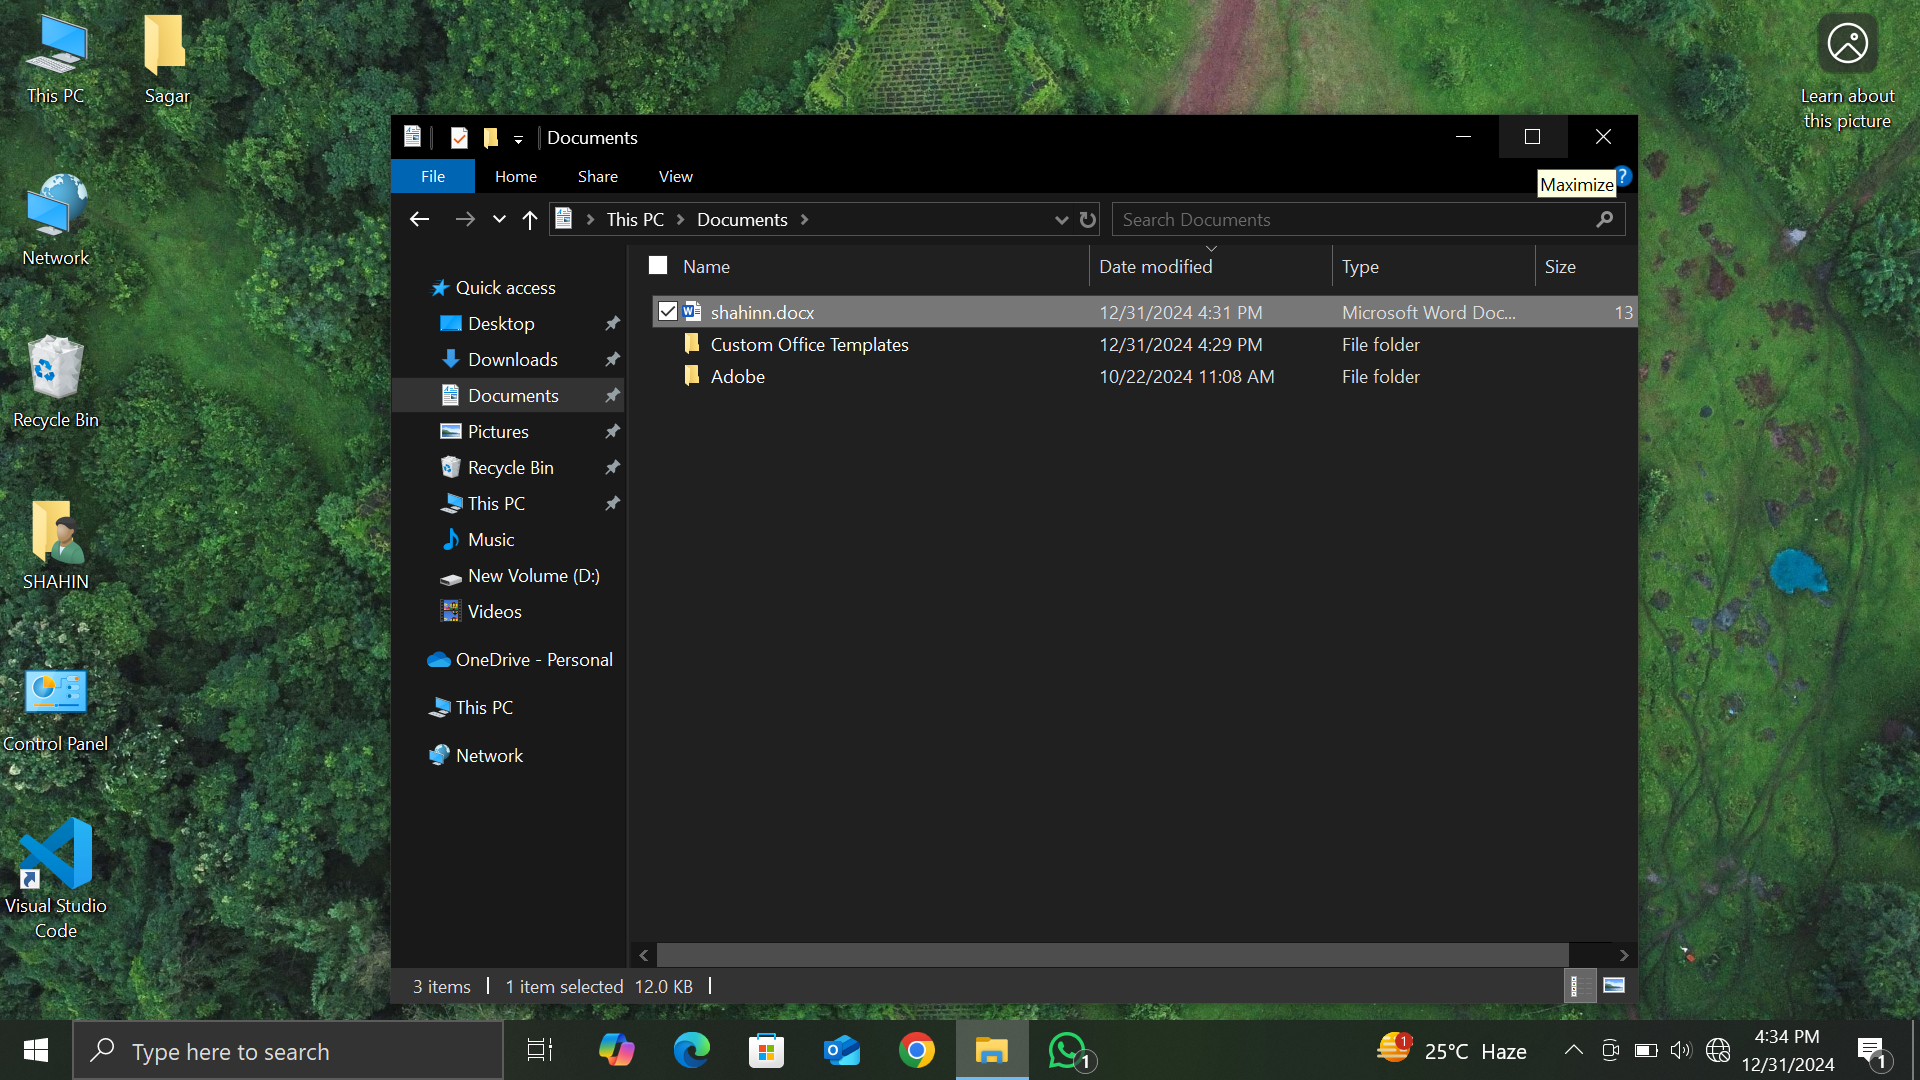 This PC
Sagar
Learn about
this picture
Network
Recycle Bin
SHAHIN
Control Panel
Visual Studio
Code
Documents
File
Home
Share
View
Maximize
?
This PC
Documents
Search Documents
Name
Date modified
Type
Size
shahinn.docx
12/31/2024 4:31 PM
Microsoft Word Doc...
13
Custom Office Templates
12/31/2024 4:29 PM
File folder
Adobe
10/22/2024 11:08 AM
File folder
Quick access
Desktop
Downloads
Documents
Pictures
Recycle Bin
This PC
Music
New Volume (D:)
Videos
OneDrive - Personal
This PC
Network
3 items
1 item selected
12.0 KB
Type here to search
1
1
25°C Haze
4:34 PM
12/31/2024
1